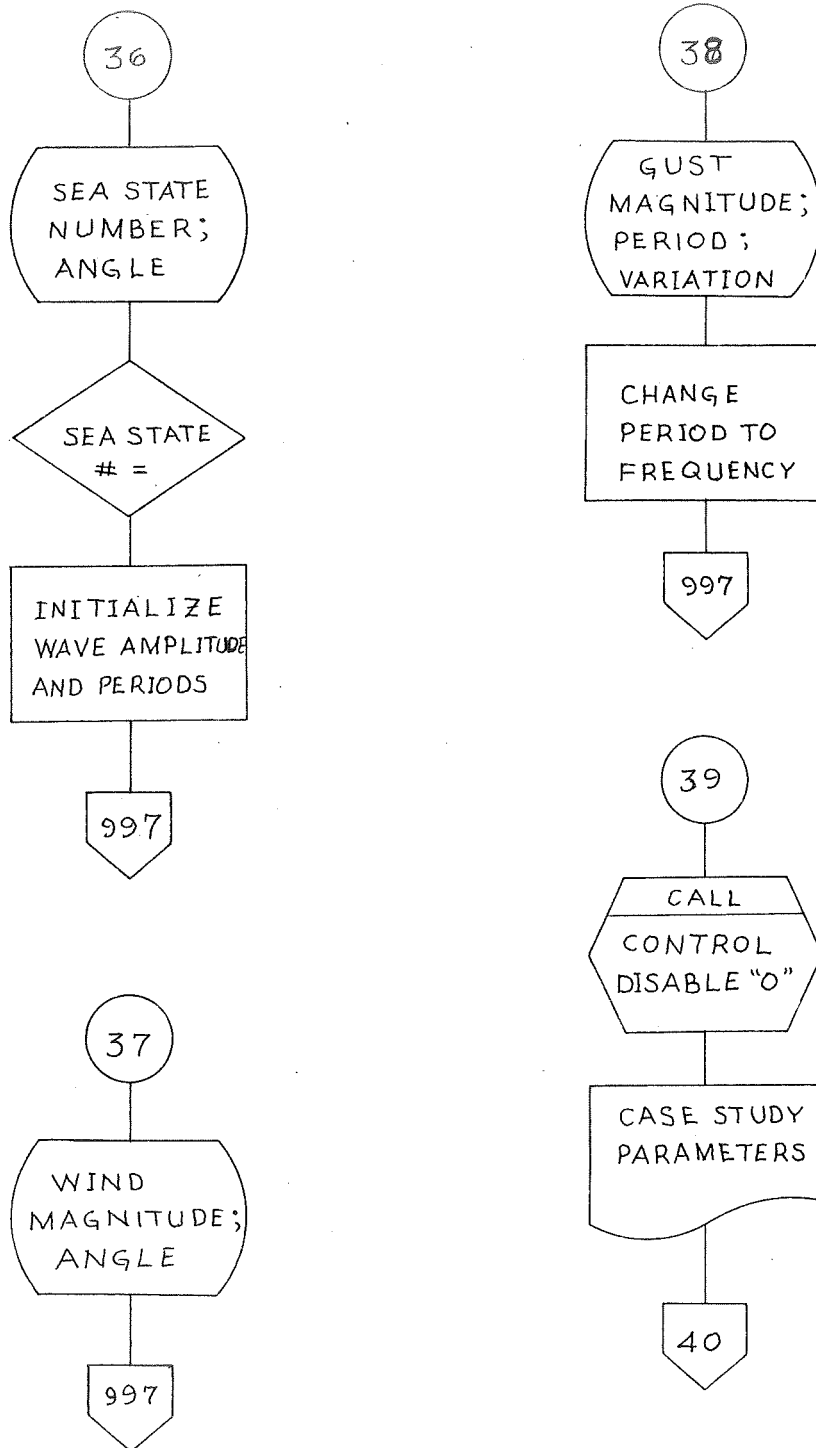 36
SEA STATE
NUMBER;
ANGLE
SEA STATE
# =
INITIALIZE
WAVE AMPLITUDE
AND PERIODS
997
37
WIND
MAGNITUDE;
ANGLE
997
38
GUST
MAGNITUDE;
PERIOD;
VARIATION
CHANGE
PERIOD TO
FREQUENCY
997
39
CALL
CONTROL
DISABLE "0"
CASE STUDY
PARAMETERS
40